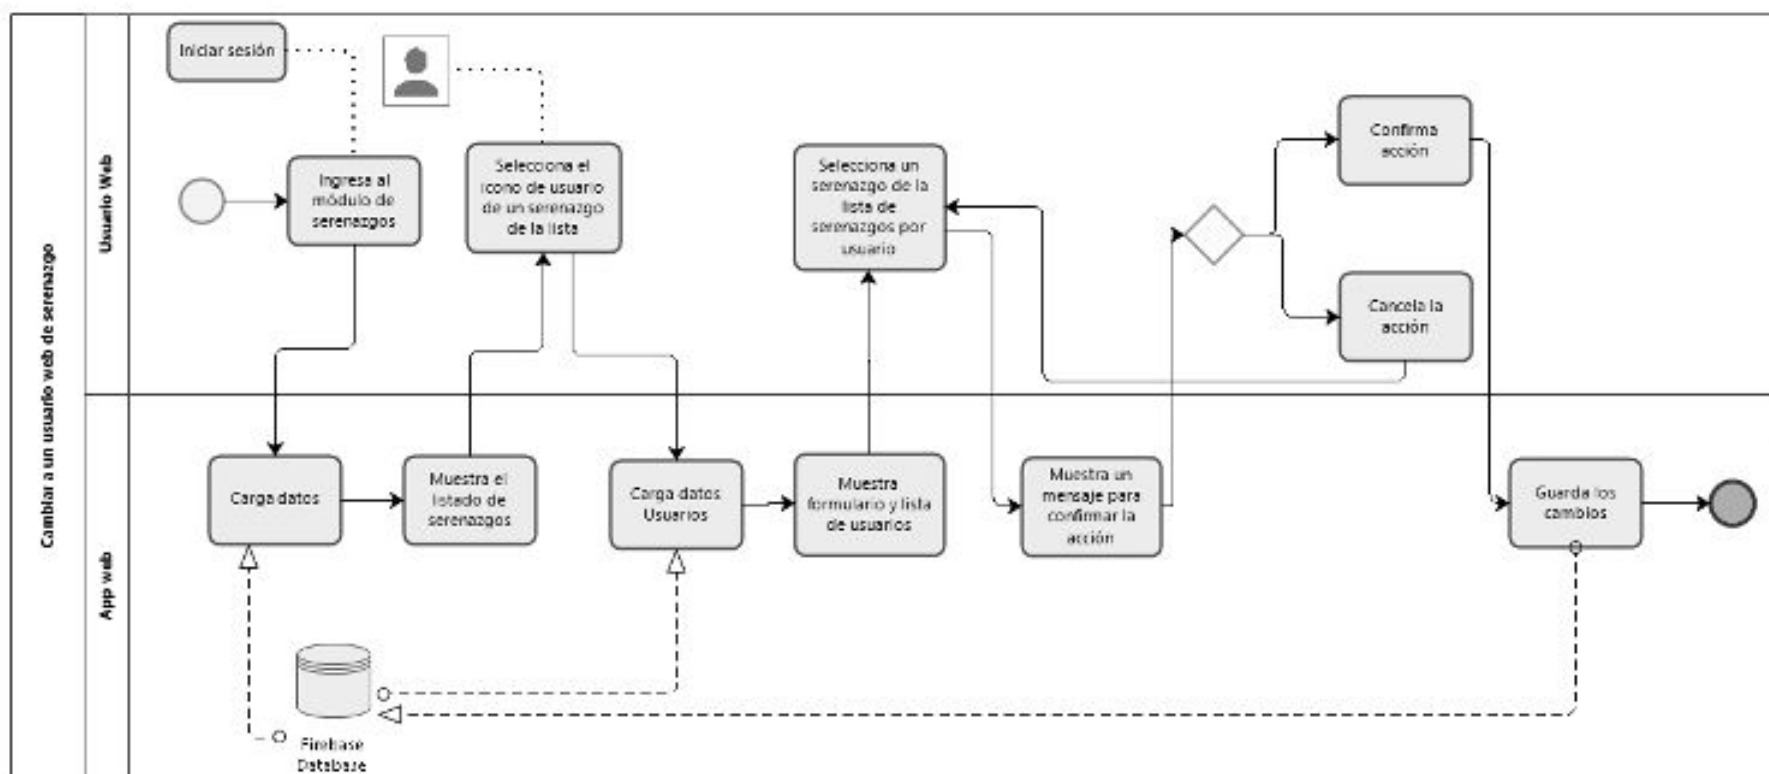 Cambiar a un usuario web de serenazgo
Usuario Web
App web
Iniciar sesión
Ingresa al
módulo de
serenazgos
Selecciona el
icono de usuario
de un serenazgo
de la lista
Selecciona un
serenazgo de la
lista de
serenazgos por
usuario
Confirma
acción
Cancela la
acción
Carga datos
Muestra el
listado de
serenazgos
Carga datos
Usuarios
Muestra
formulario y lista
de usuarios
Muestra un
mensaje para
confirmar la
acción
Guarda los
cambios
Firebase
Database